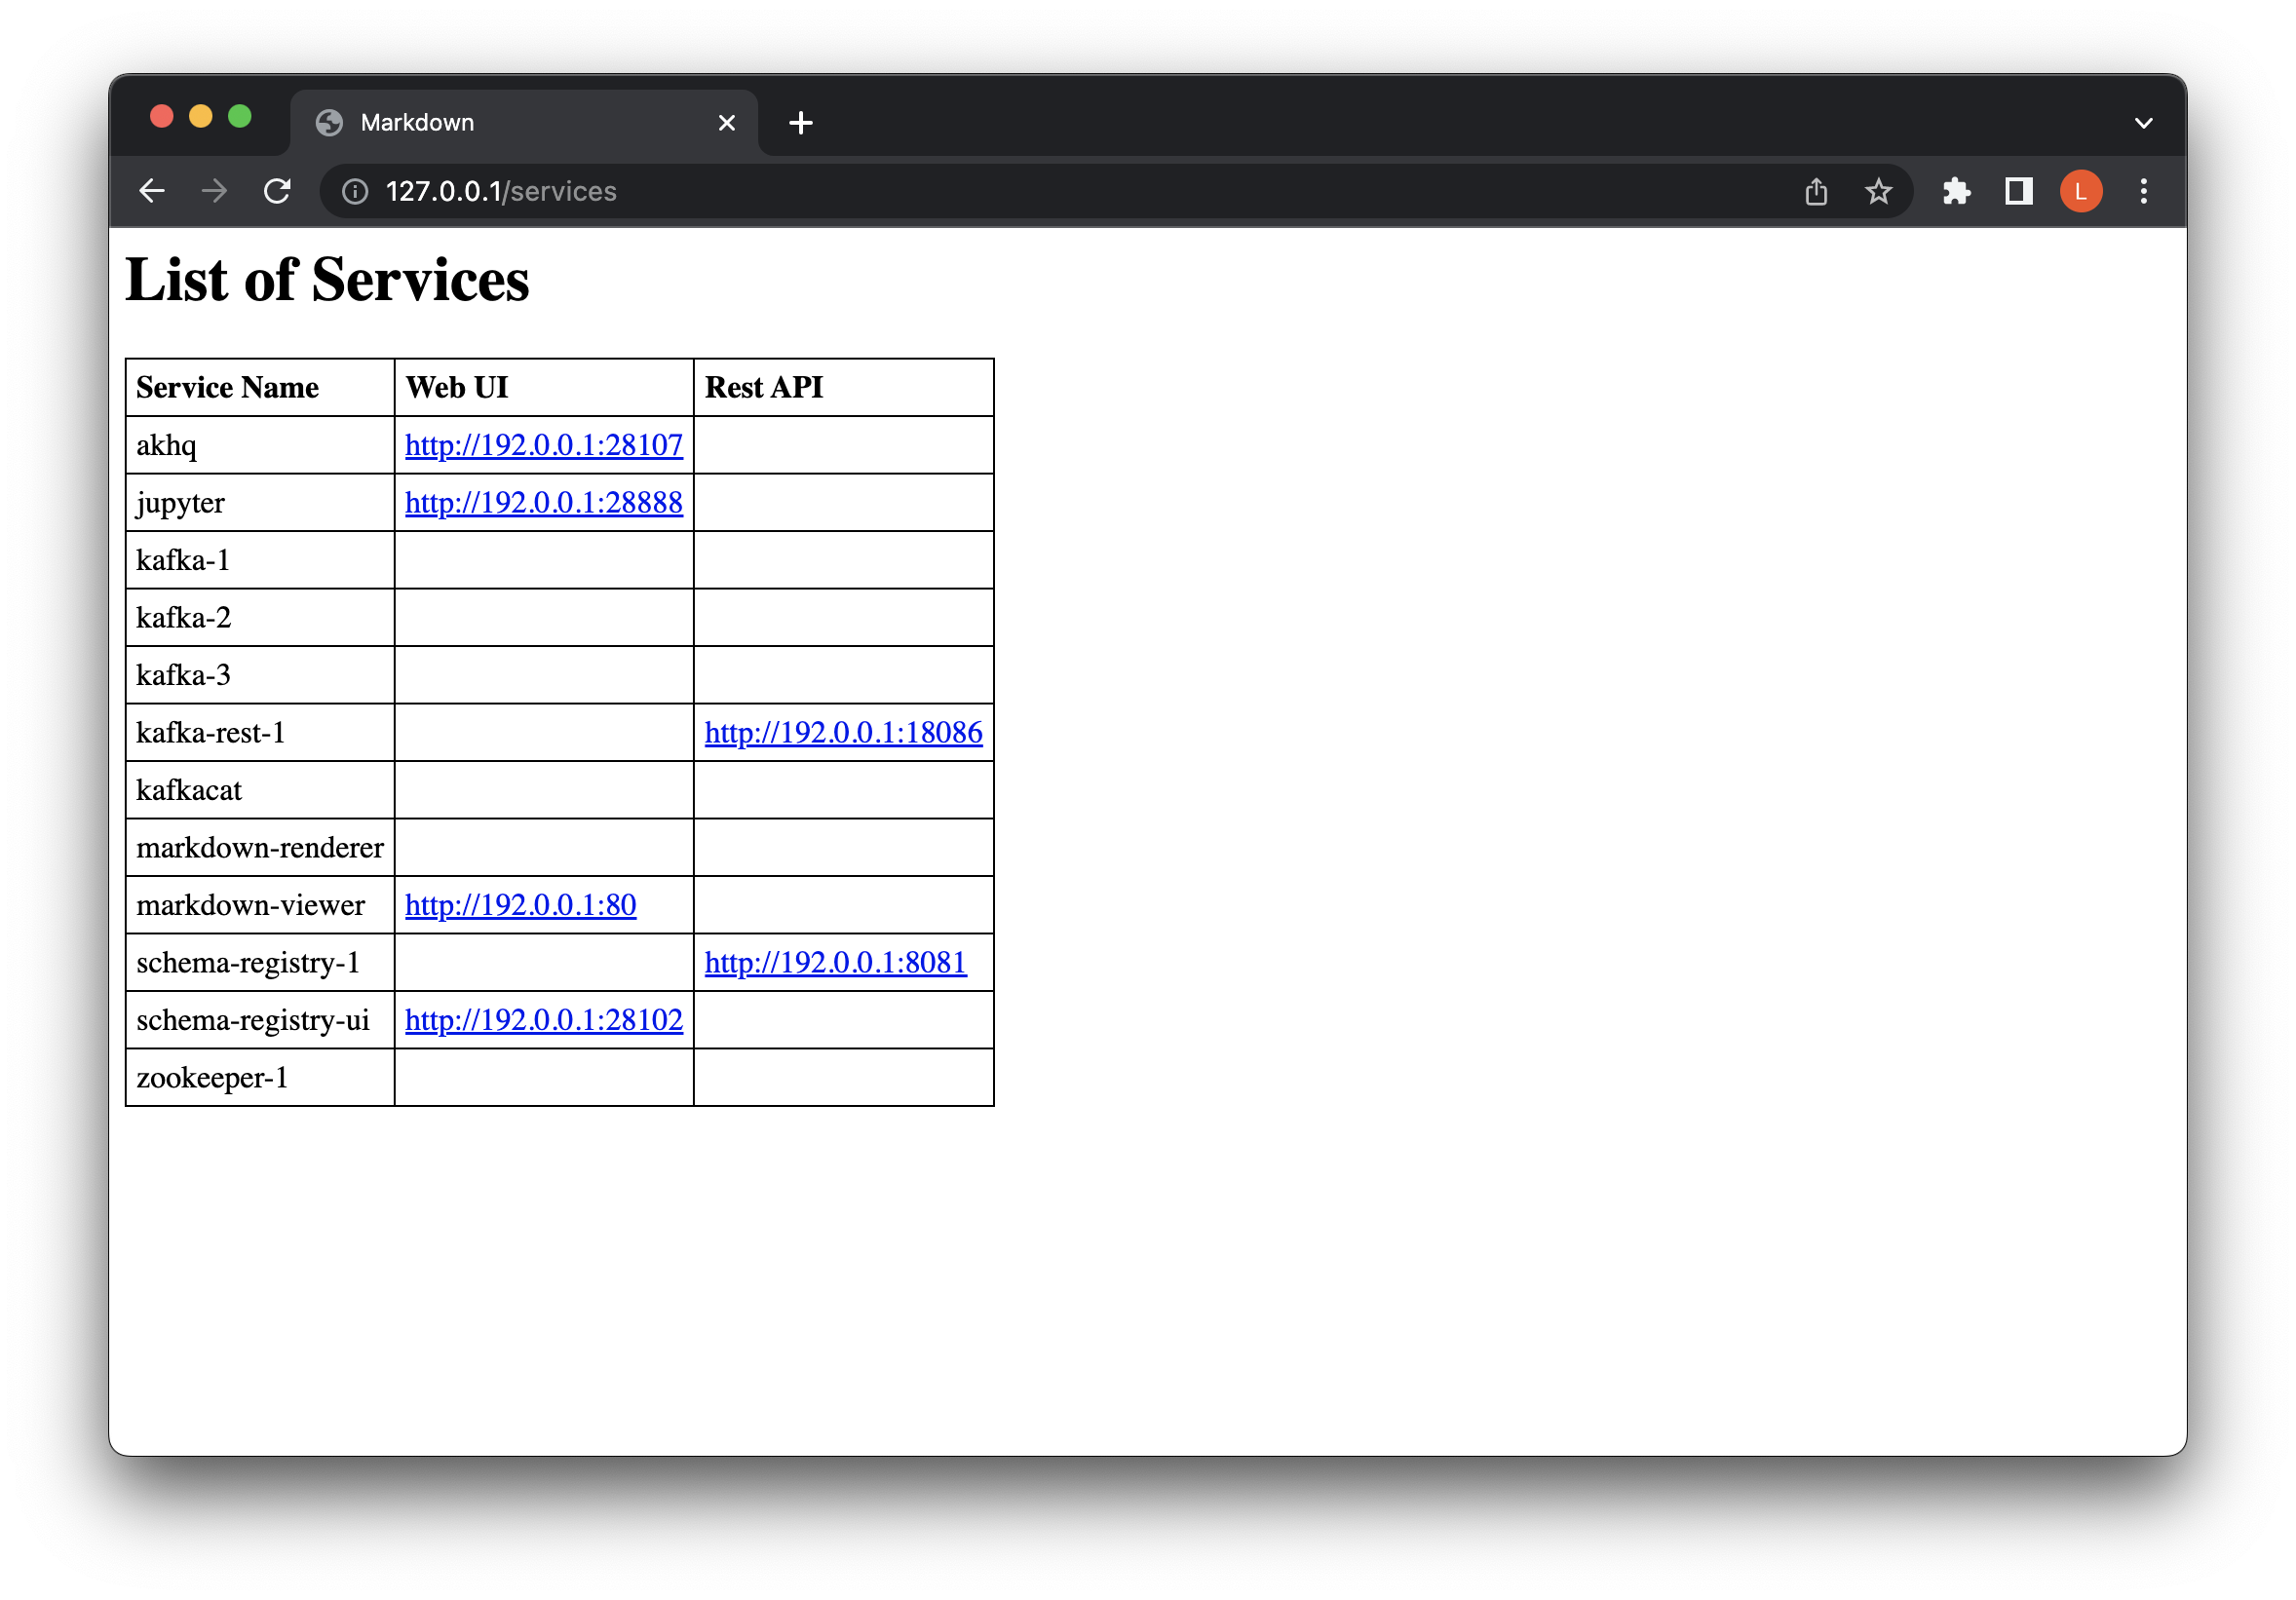 Markdown
127.0.0.1/services
L
List of Services
Service Name Web UI Rest API
akhq http://192.0.0.1:28107
jupyter http://192.0.0.1:28888
kafka-1
kafka-2
kafka-3
kafka-rest-1 http://192.0.0.1:18086
kafkacat
markdown-renderer
markdown-viewer http://192.0.0.1:80
schema-registry-1 http://192.0.0.1:8081
schema-registry-ui http://192.0.0.1:28102
zookeeper-1